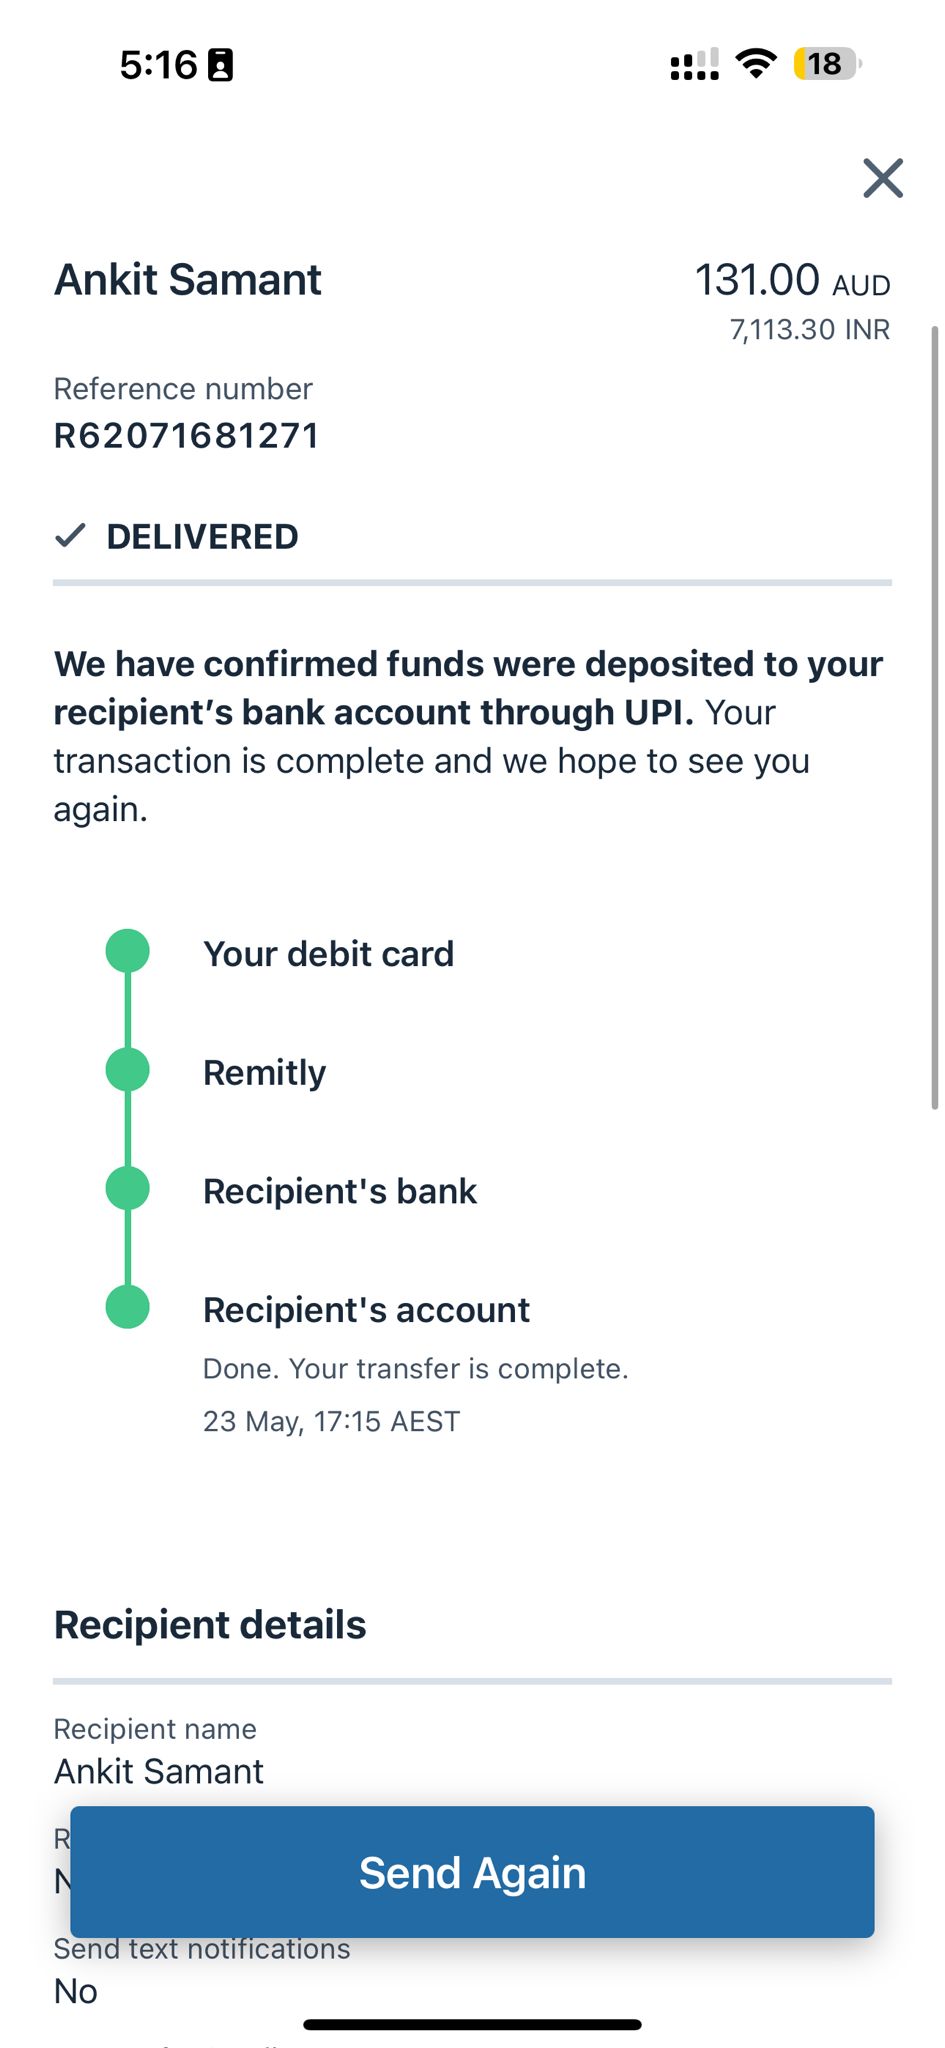 5:16
18
Ankit Samant
131.00 AUD
7,113.30 INR
Reference number
R62071681271
DELIVERED
We have confirmed funds were deposited to your
recipient’s bank account through UPI. Your
transaction is complete and we hope to see you
again.
Your debit card
Remitly
Recipient's bank
Recipient's account
Done. Your transfer is complete.
23 May, 17:15 AEST
Recipient details
Recipient name
Ankit Samant
Send Again
Send text notifications
No